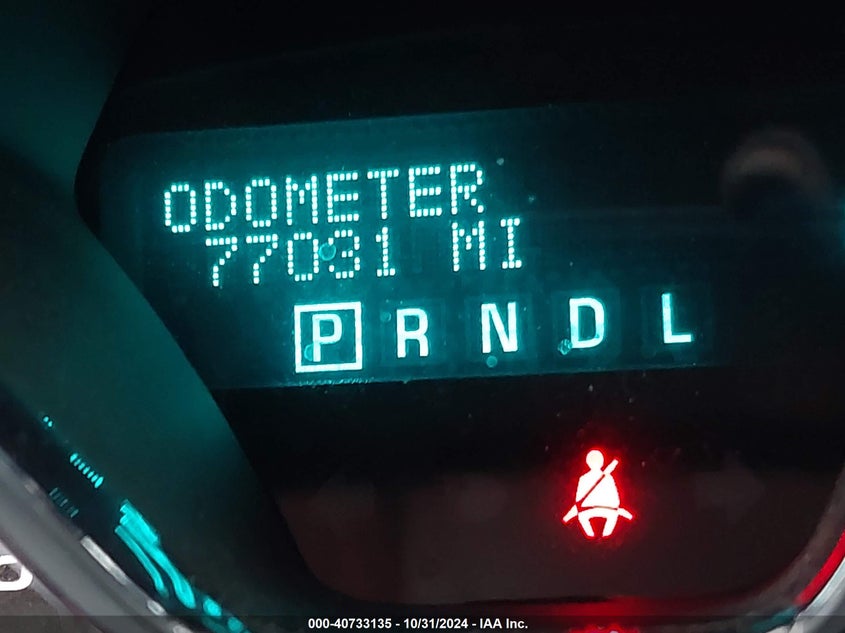 ODOMETER
77031 MI
P R N D L
000-40733135 - 10/31/2024 - IAA Inc.